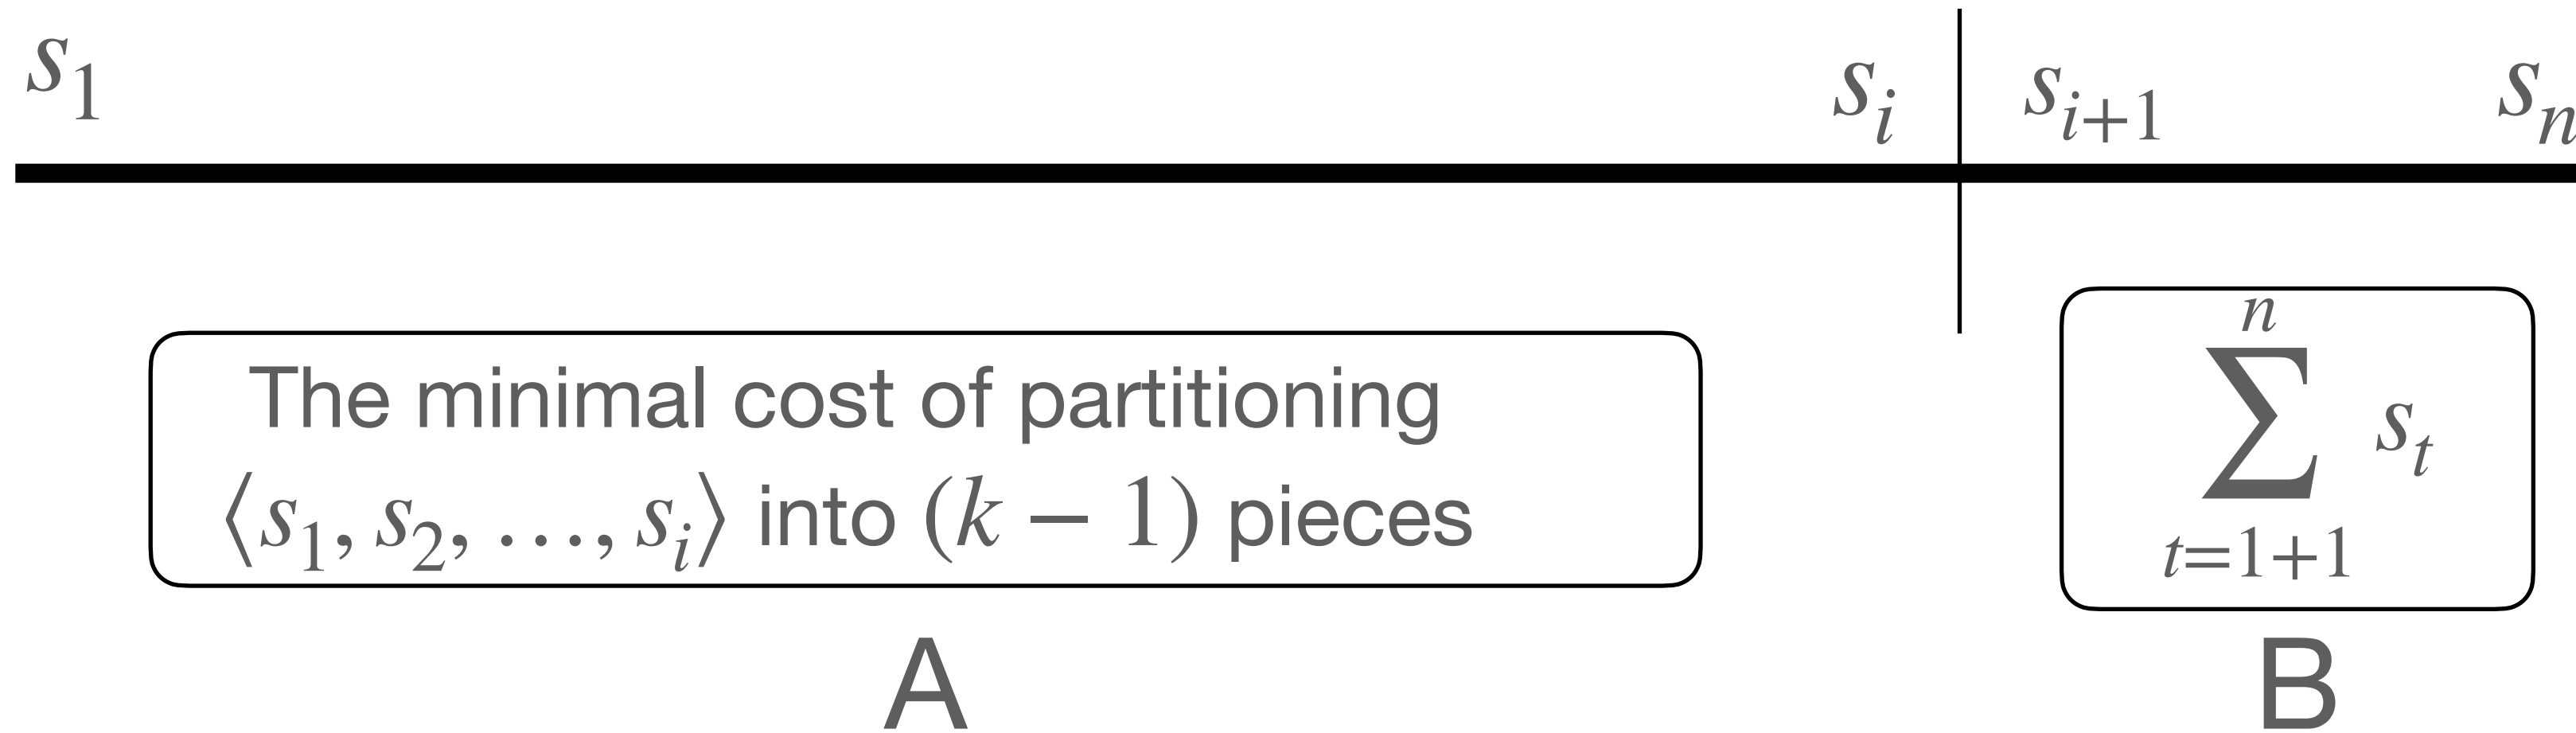 s₁ sᵢ sᵢ₊₁ sₙ
The minimal cost of partitioning
⟨s₁, s₂, …, sᵢ⟩ into (k − 1) pieces
n
∑ sₜ
t=1+1
A B